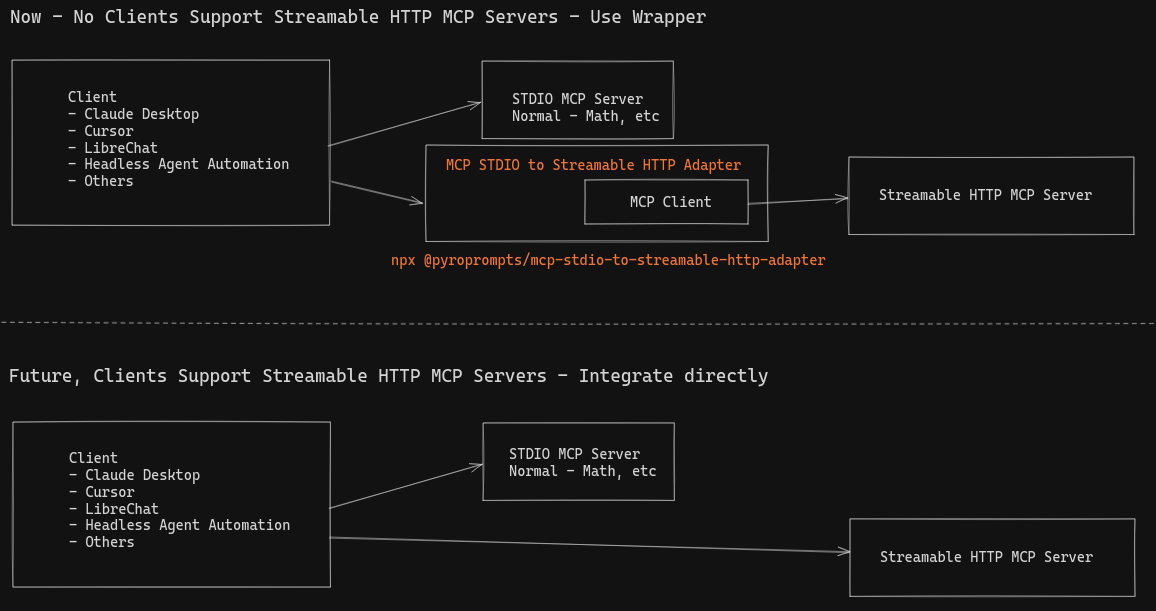 Now - No Clients Support Streamable HTTP MCP Servers - Use Wrapper
Client
- Claude Desktop
- Cursor
- LibreChat
- Headless Agent Automation
- Others
STDIO MCP Server
Normal - Math, etc
MCP STDIO to Streamable HTTP Adapter
MCP Client
Streamable HTTP MCP Server
npx @pyroprompts/mcp-stdio-to-streamable-http-adapter
Future, Clients Support Streamable HTTP MCP Servers - Integrate directly
Client
- Claude Desktop
- Cursor
- LibreChat
- Headless Agent Automation
- Others
STDIO MCP Server
Normal - Math, etc
Streamable HTTP MCP Server